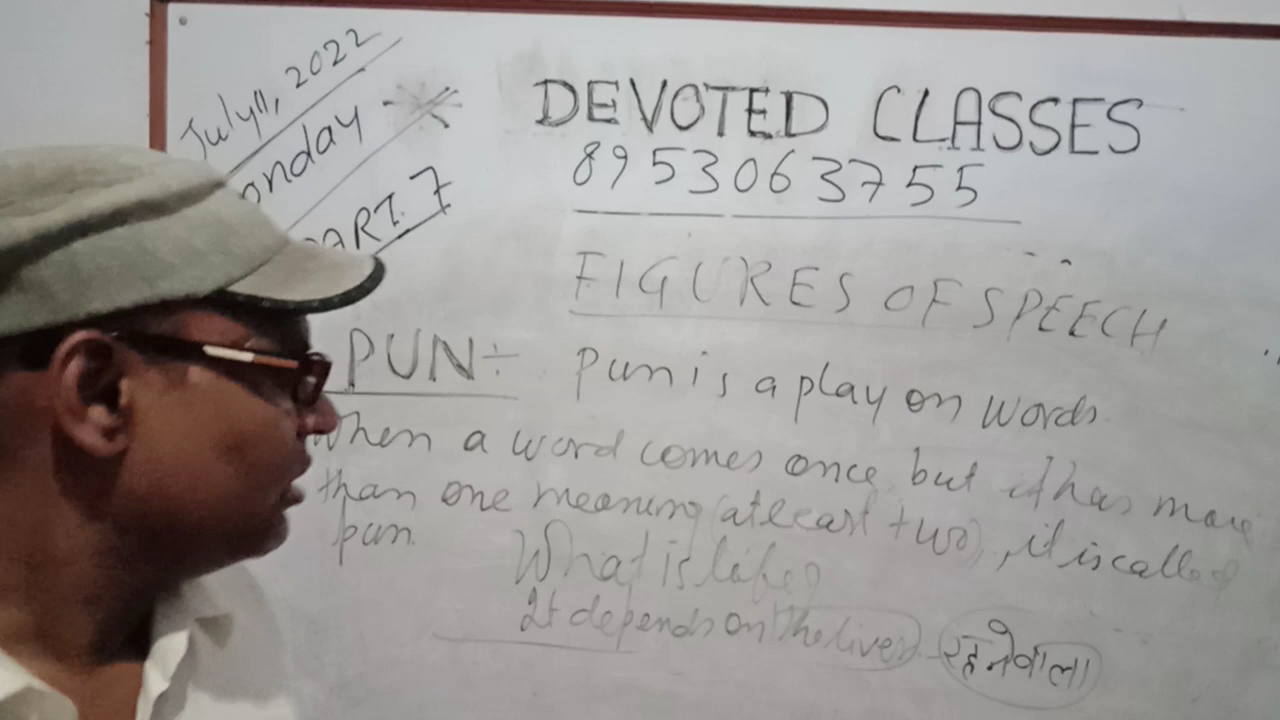 July 11, 2022
onday
PART. 7
DEVOTED CLASSES
8953063755
FIGURES OF SPEECH
PUN÷ Pun is a play on words.
When a word comes once but it has more
than one meaning (atleast two), it is called
pun.
What is life?
It depends on the liver - रहनेवाला